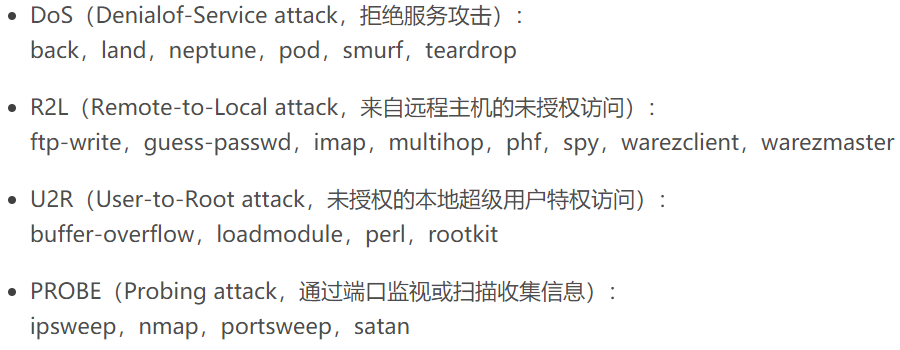 DoS（Denialof-Service attack，拒绝服务攻击）：
back，land，neptune，pod，smurf，teardrop
R2L（Remote-to-Local attack，来自远程主机的未授权访问）：
ftp-write，guess-passwd，imap，multihop，phf，spy，warezclient，warezmaster
U2R（User-to-Root attack，未授权的本地超级用户特权访问）：
buffer-overflow，loadmodule，perl，rootkit
PROBE（Probing attack，通过端口监视或扫描收集信息）：
ipsweep，nmap，portsweep，satan